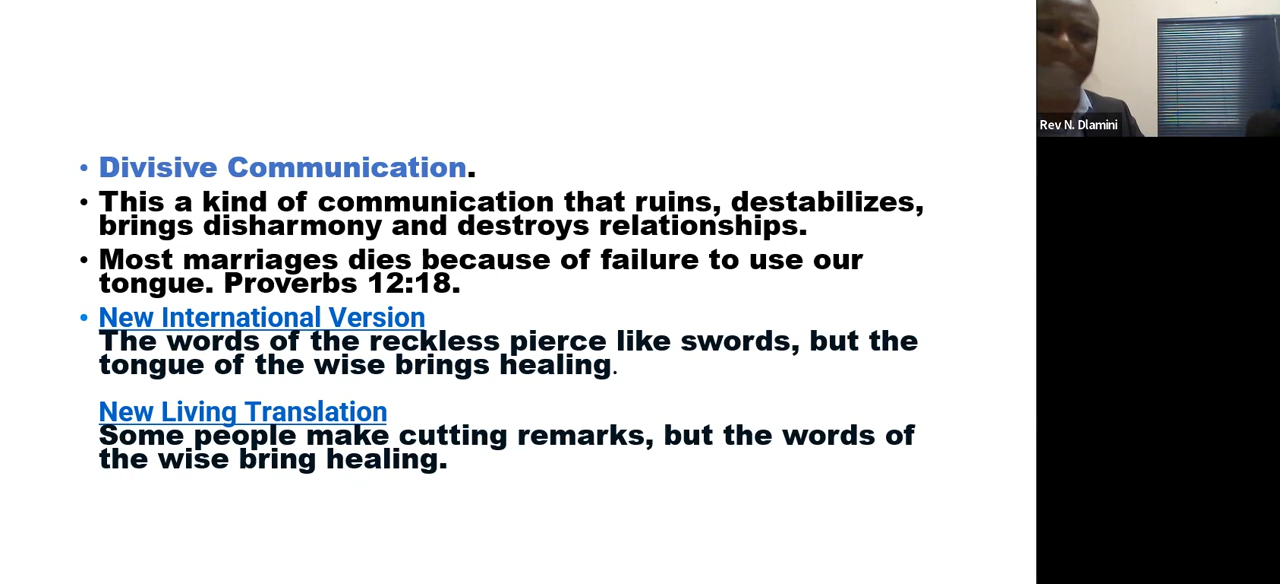 • Divisive Communication.
• This a kind of communication that ruins, destabilizes,
brings disharmony and destroys relationships.
• Most marriages dies because of failure to use our
tongue. Proverbs 12:18.
• New International Version
The words of the reckless pierce like swords, but the
tongue of the wise brings healing.
New Living Translation
Some people make cutting remarks, but the words of
the wise bring healing.
Rev N. Dlamini